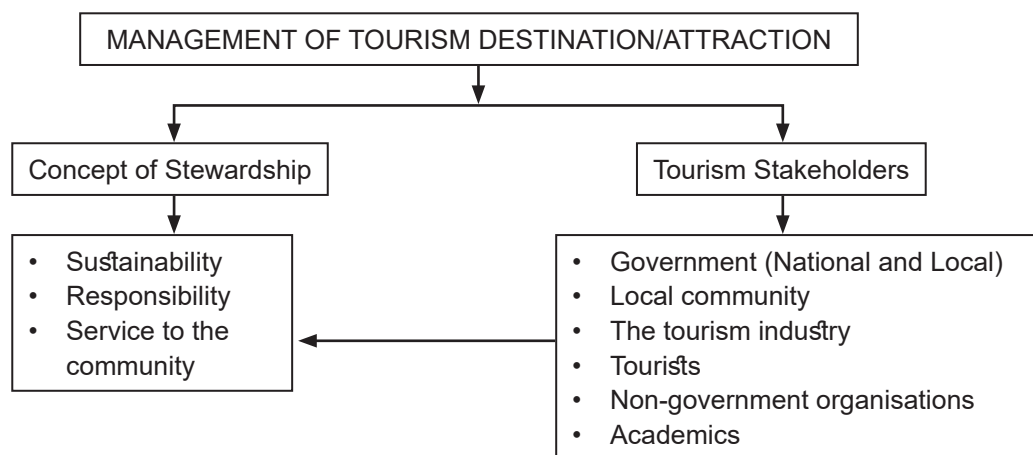 MANAGEMENT OF TOURISM DESTINATION/ATTRACTION
Concept of Stewardship
Tourism Stakeholders
• Sustainability
• Responsibility
• Service to the
community
• Government (National and Local)
• Local community
• The tourism industry
• Tourists
• Non-government organisations
• Academics